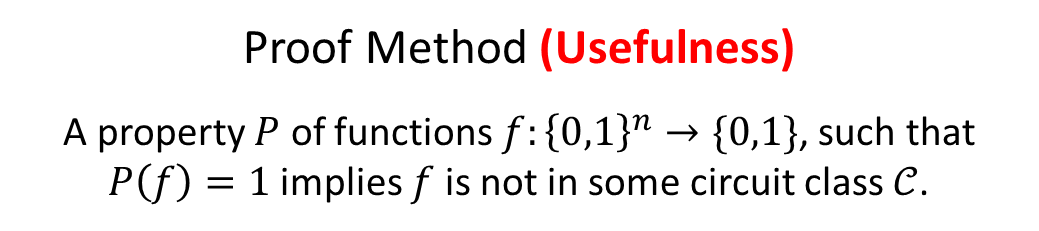 Proof Method (Usefulness)
A property P of functions f:{0,1}ⁿ → {0,1}, such that
P(f) = 1 implies f is not in some circuit class 𝒞.